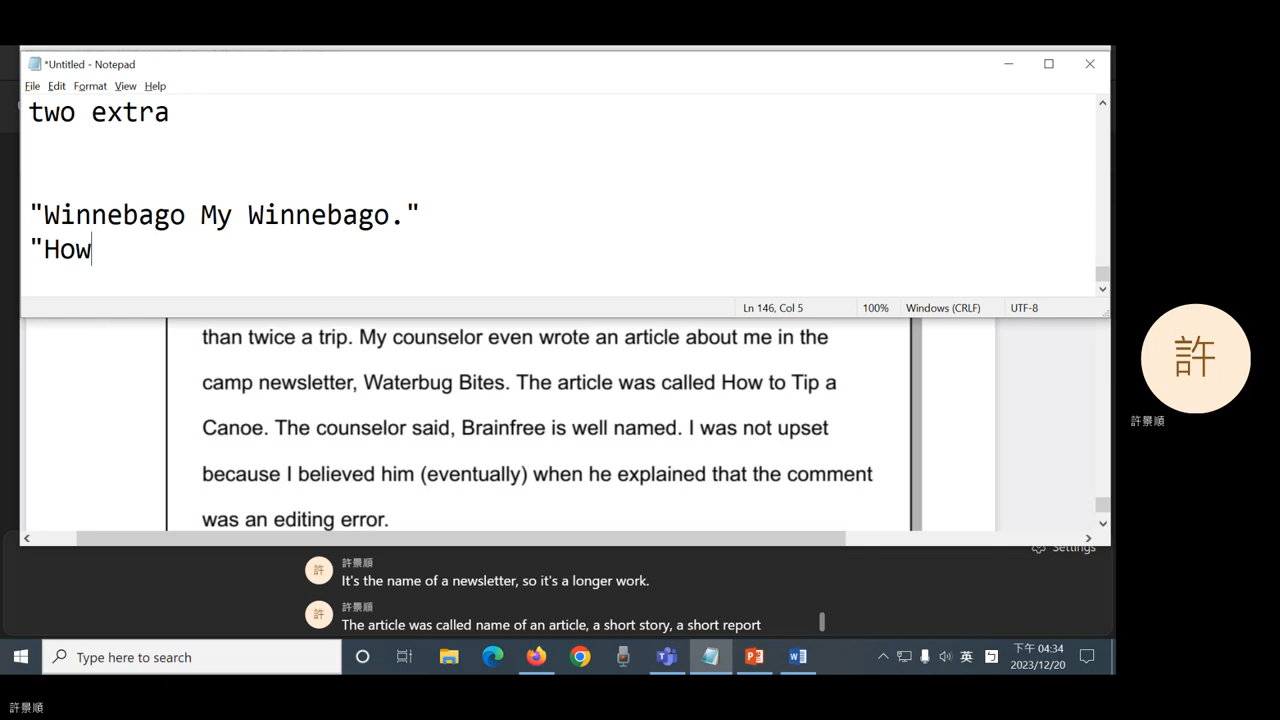 *Untitled - Notepad
File Edit Format View Help
two extra
"Winnebago My Winnebago."
"How
Ln 146, Col 5 100% Windows (CRLF) UTF-8
than twice a trip. My counselor even wrote an article about me in the
camp newsletter, Waterbug Bites. The article was called How to Tip a
Canoe. The counselor said, Brainfree is well named. I was not upset
because I believed him (eventually) when he explained that the comment
was an editing error.
Settings
許 許景順
It's the name of a newsletter, so it's a longer work.
許 許景順
The article was called name of an article, a short story, a short report
許
許景順
Type here to search
英
下午 04:34
2023/12/20
許景順